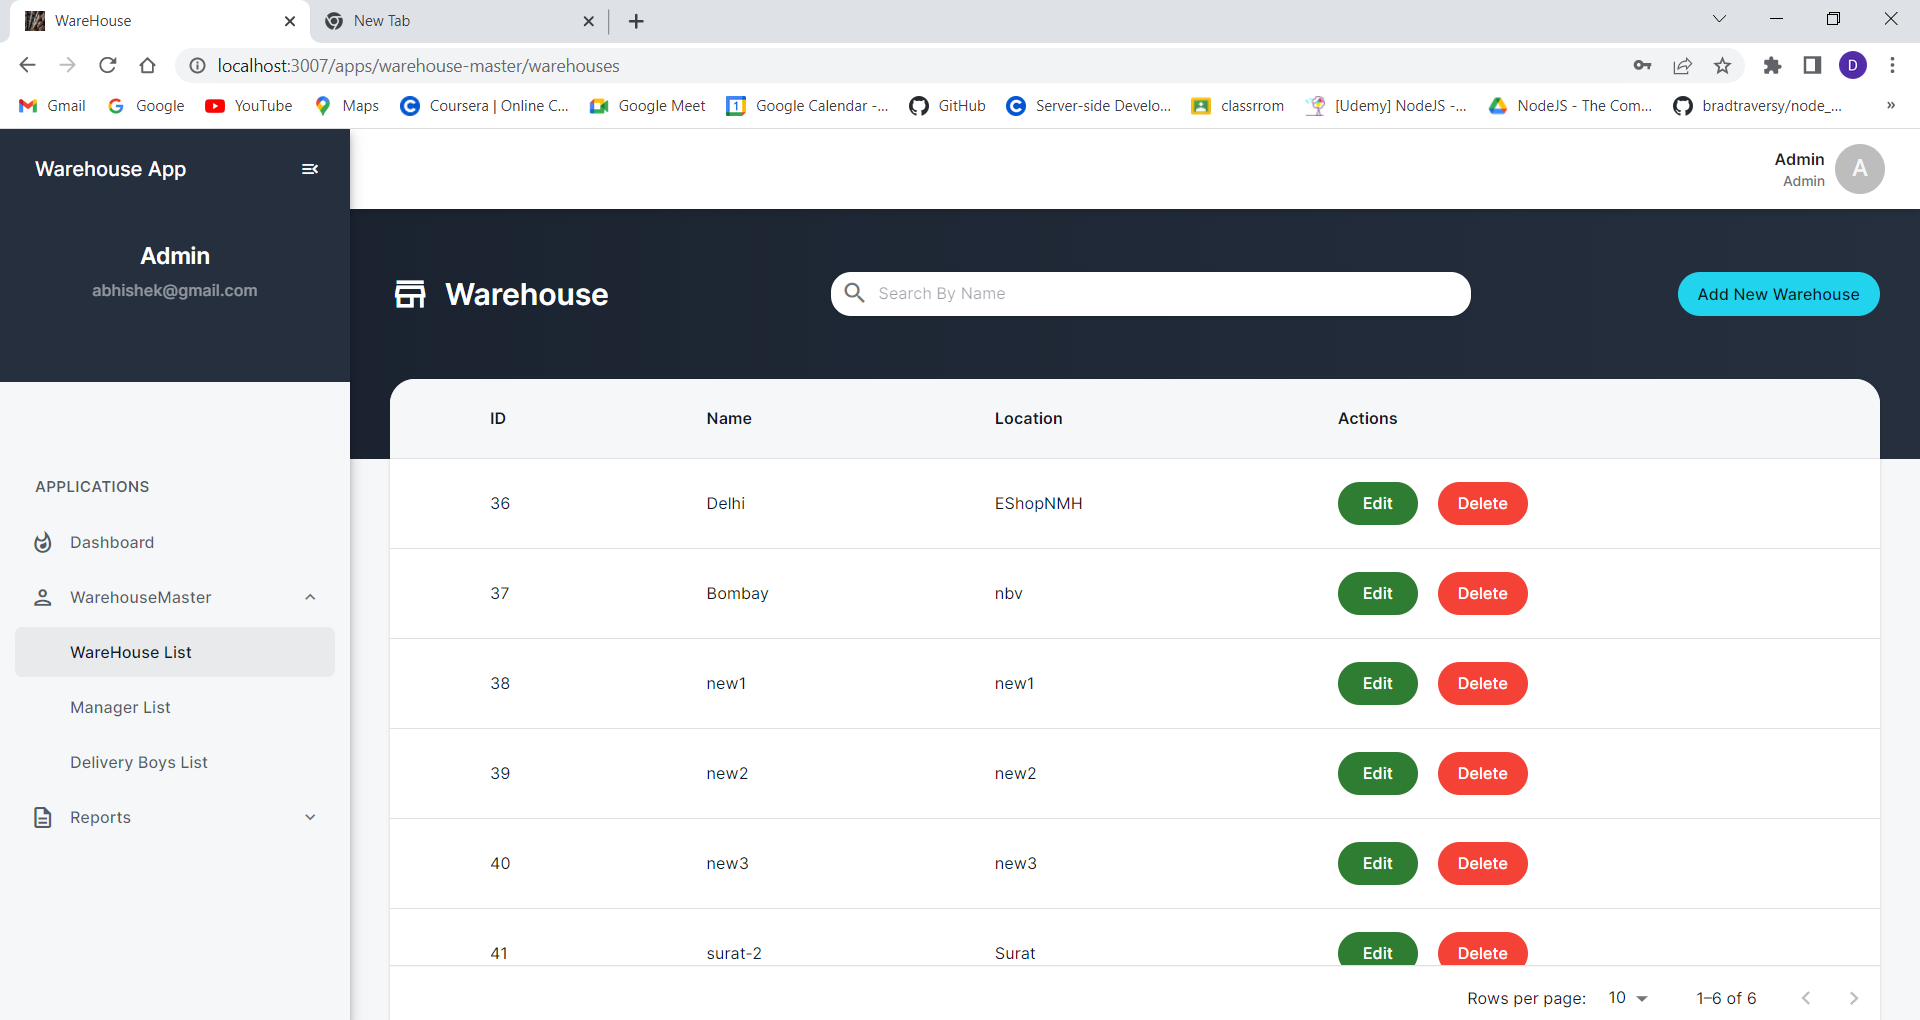 WareHouse
New Tab
localhost:3007/apps/warehouse-master/warehouses
D
Gmail Google YouTube Maps Coursera | Online C... Google Meet 1 Google Calendar -... GitHub Server-side Develo... classrrom [Udemy] NodeJS -... NodeJS - The Com... bradtraversy/node_... »
Warehouse App
Admin
Admin
A
Admin
abhishek@gmail.com
Warehouse
Search By Name
Add New Warehouse
APPLICATIONS
Dashboard
WarehouseMaster
WareHouse List
Manager List
Delivery Boys List
Reports
ID Name Location Actions
36 Delhi EShopNMH Edit Delete
37 Bombay nbv Edit Delete
38 new1 new1 Edit Delete
39 new2 new2 Edit Delete
40 new3 new3 Edit Delete
41 surat-2 Surat Edit Delete
Rows per page: 10 1–6 of 6